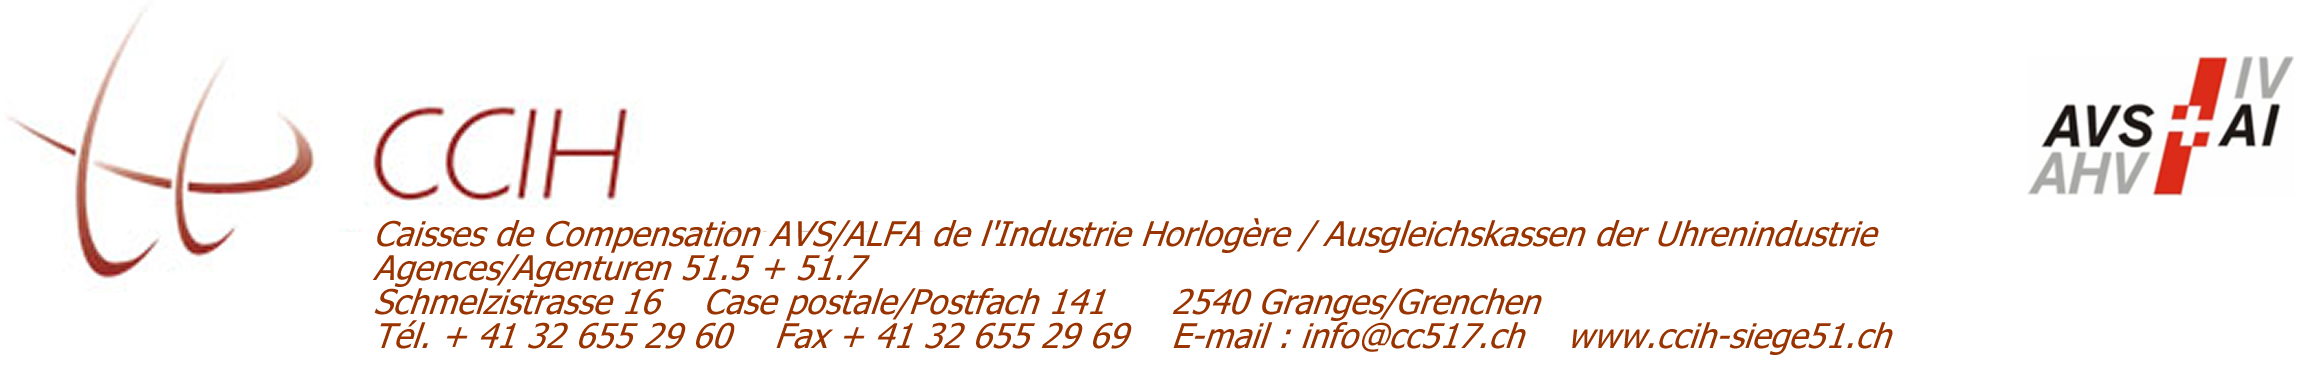 CCIH
IV
AVS AI
AHV
Caisses de Compensation AVS/ALFA de l'Industrie Horlogère / Ausgleichskassen der Uhrenindustrie
Agences/Agenturen 51.5 + 51.7
Schmelzistrasse 16 Case postale/Postfach 141 2540 Granges/Grenchen
Tél. + 41 32 655 29 60 Fax + 41 32 655 29 69 E-mail : info@cc517.ch www.ccih-siege51.ch